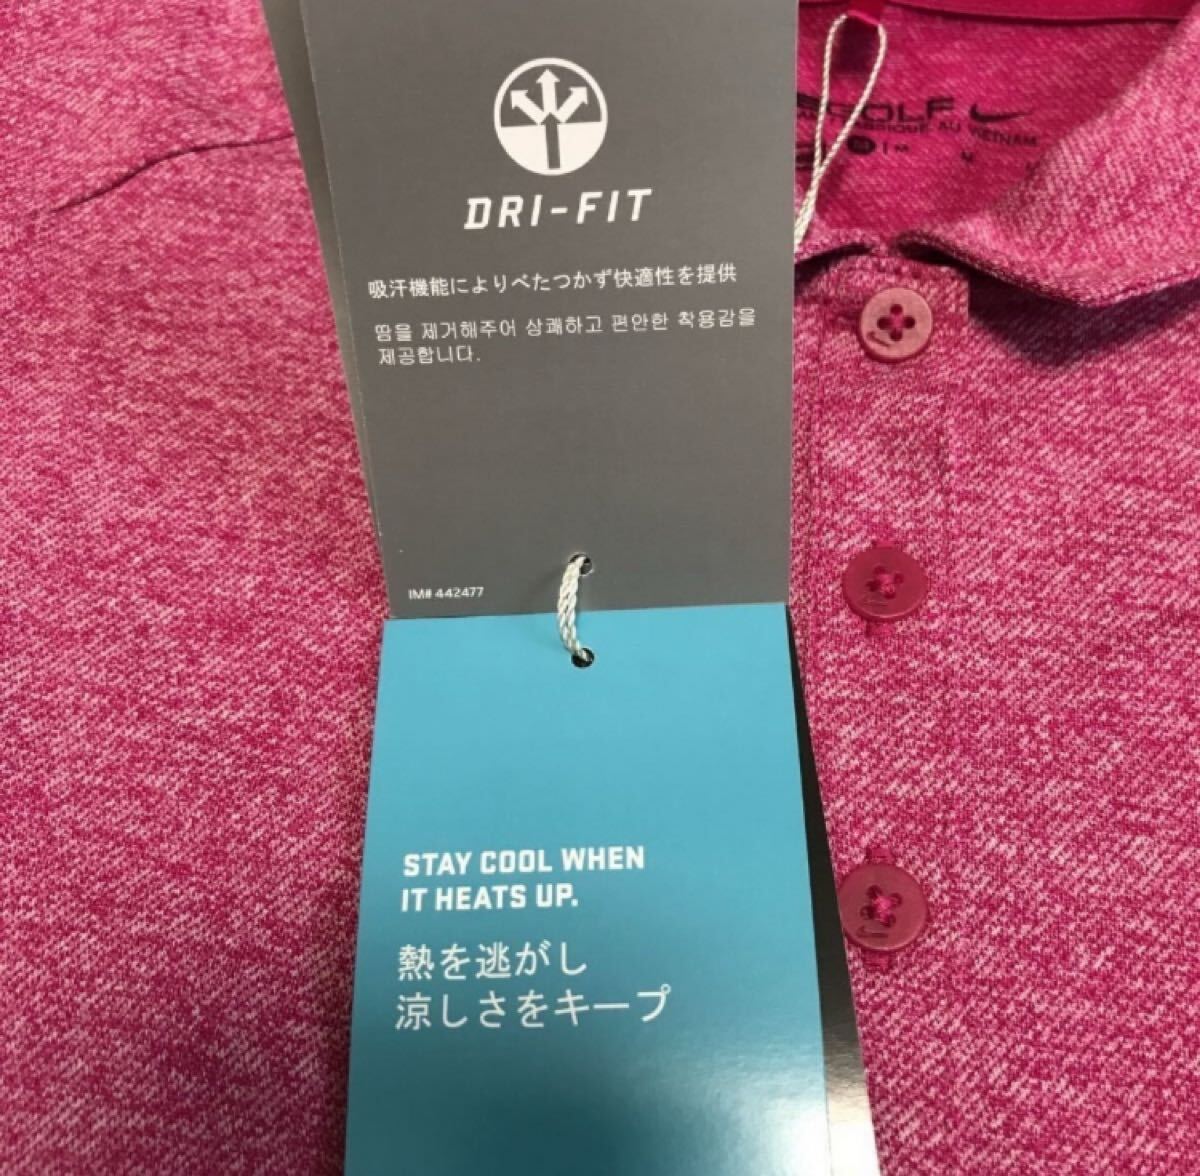 DRI-FIT
吸汗機能によりべたつかず快適性を提供
땀을 제거해주어 상쾌하고 편안한 착용감을
제공합니다.
IM# 442477
STAY COOL WHEN
IT HEATS UP.
熱を逃がし
涼しさをキープ
GOLF
AU VIETNAM
M